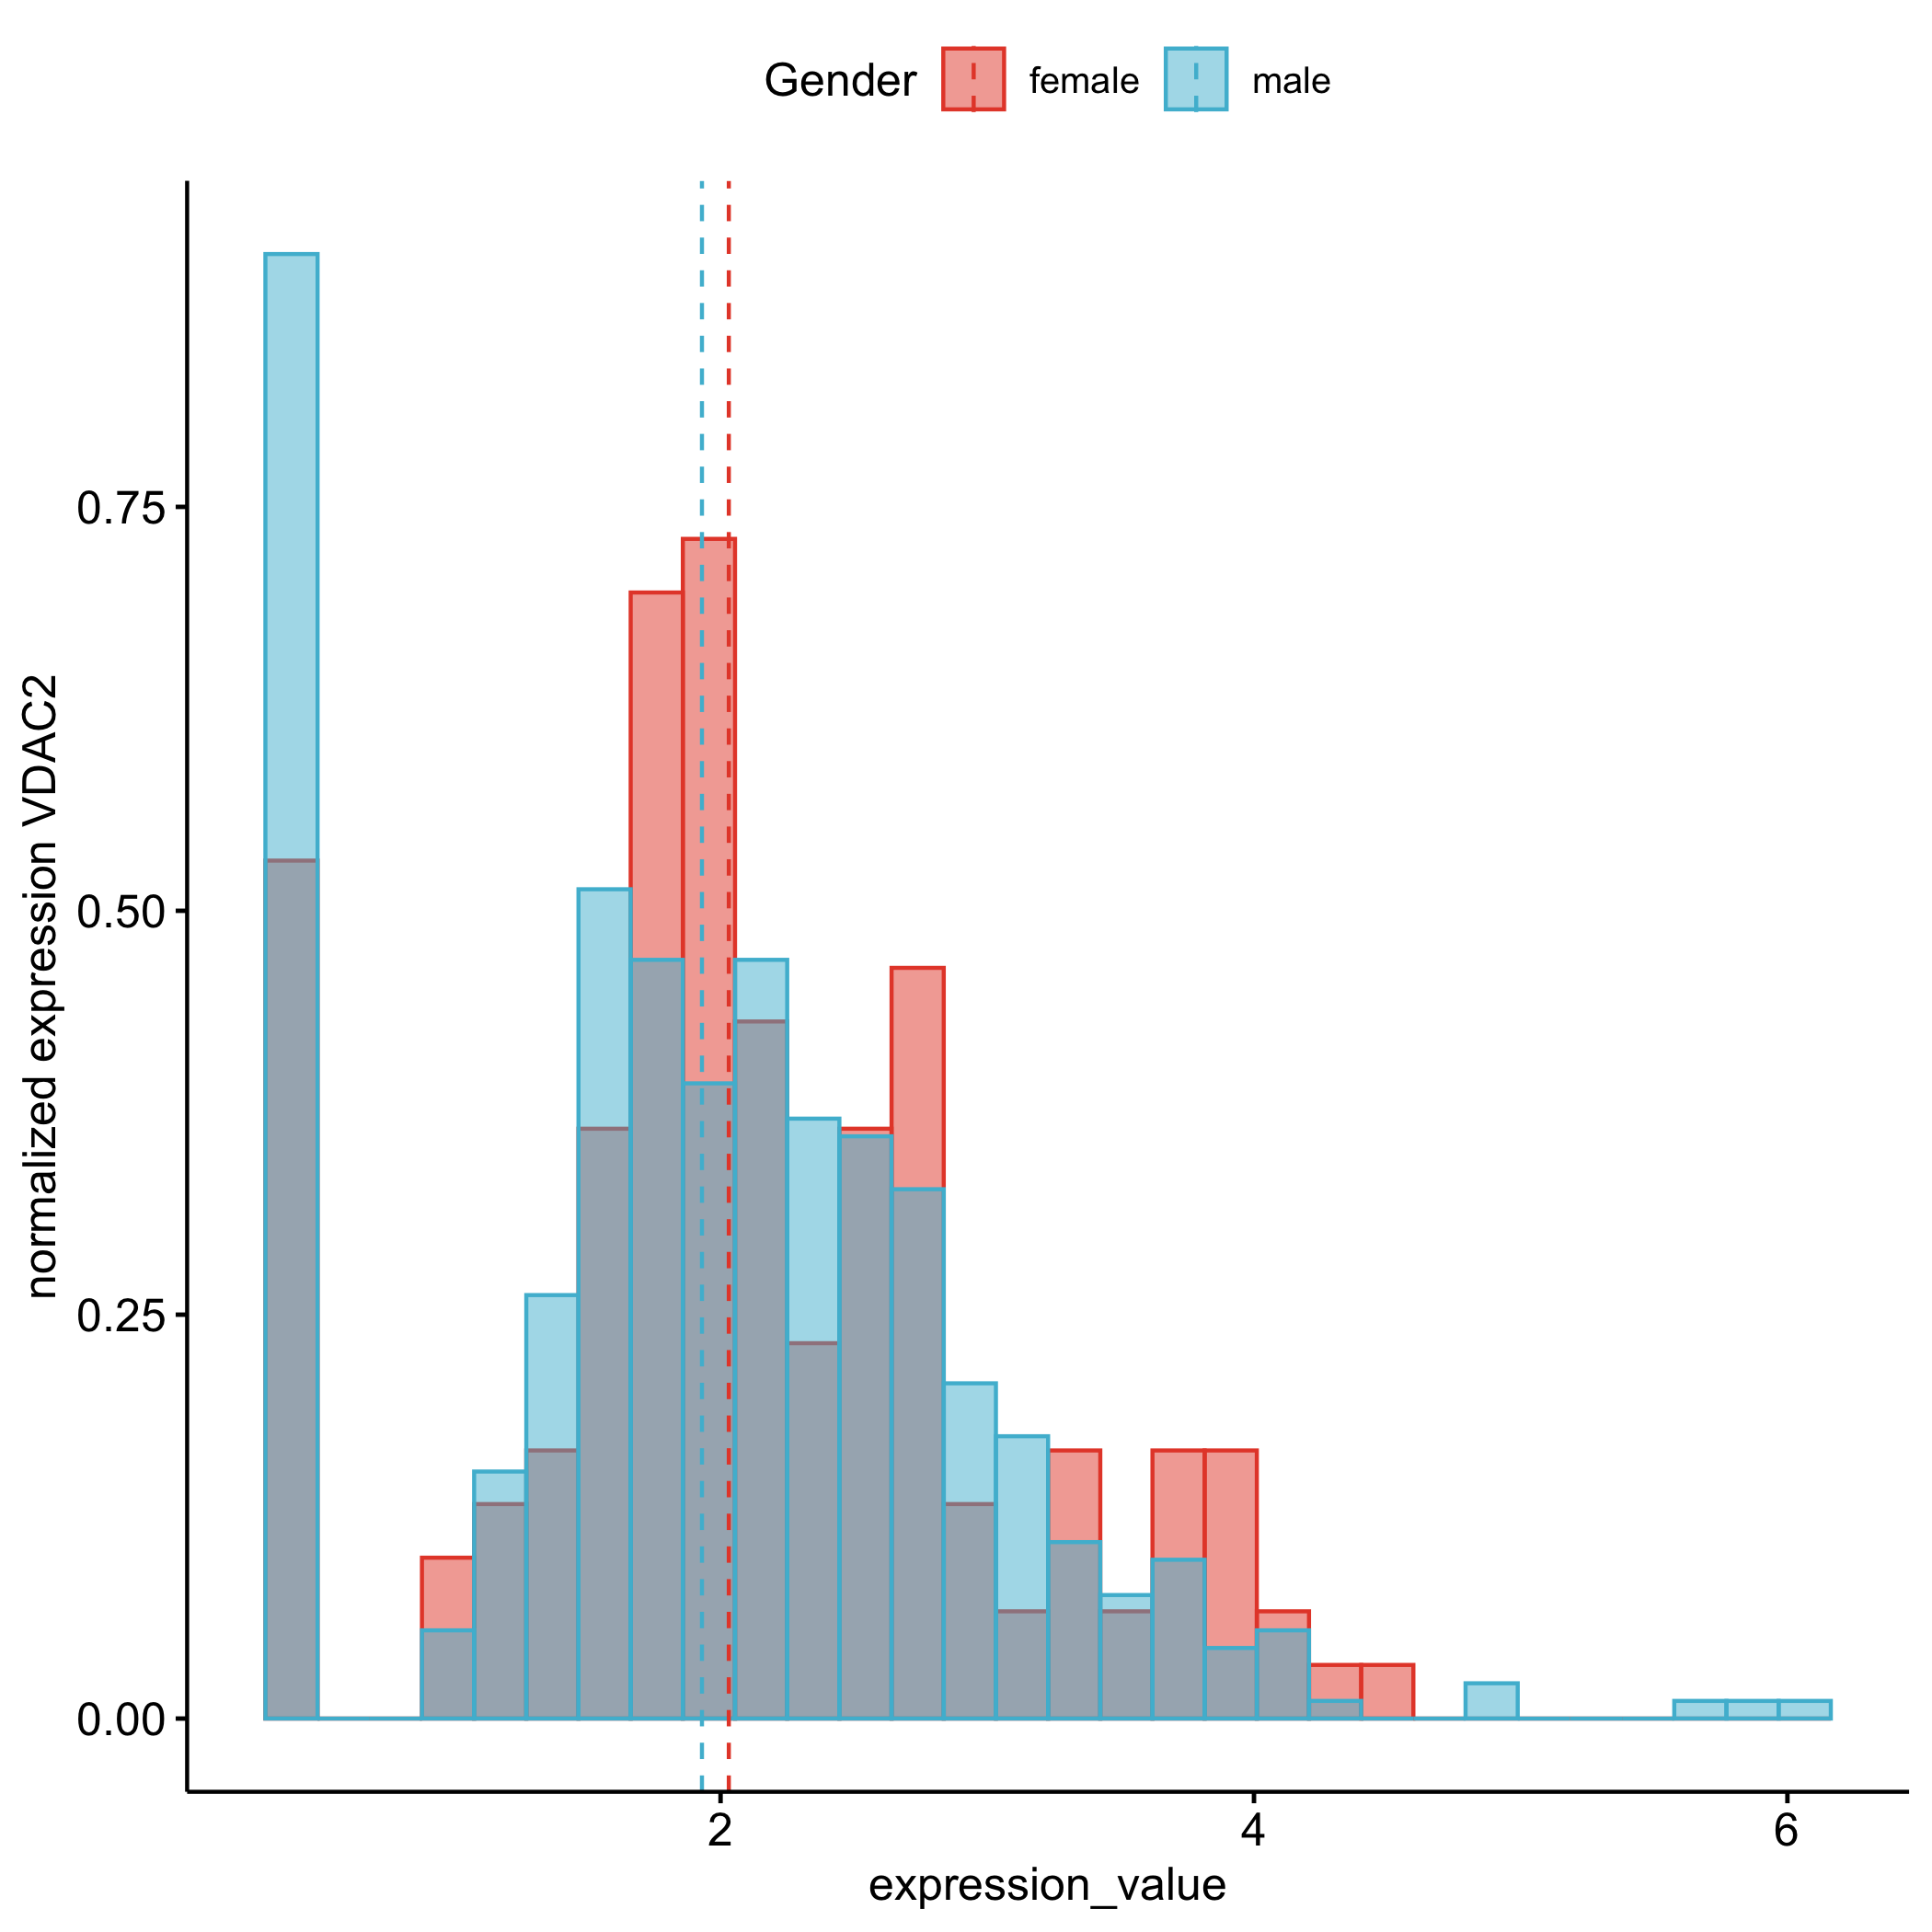 Gender female male
normalized expression VDAC2
0.75
0.50
0.25
0.00
2 4 6
expression_value